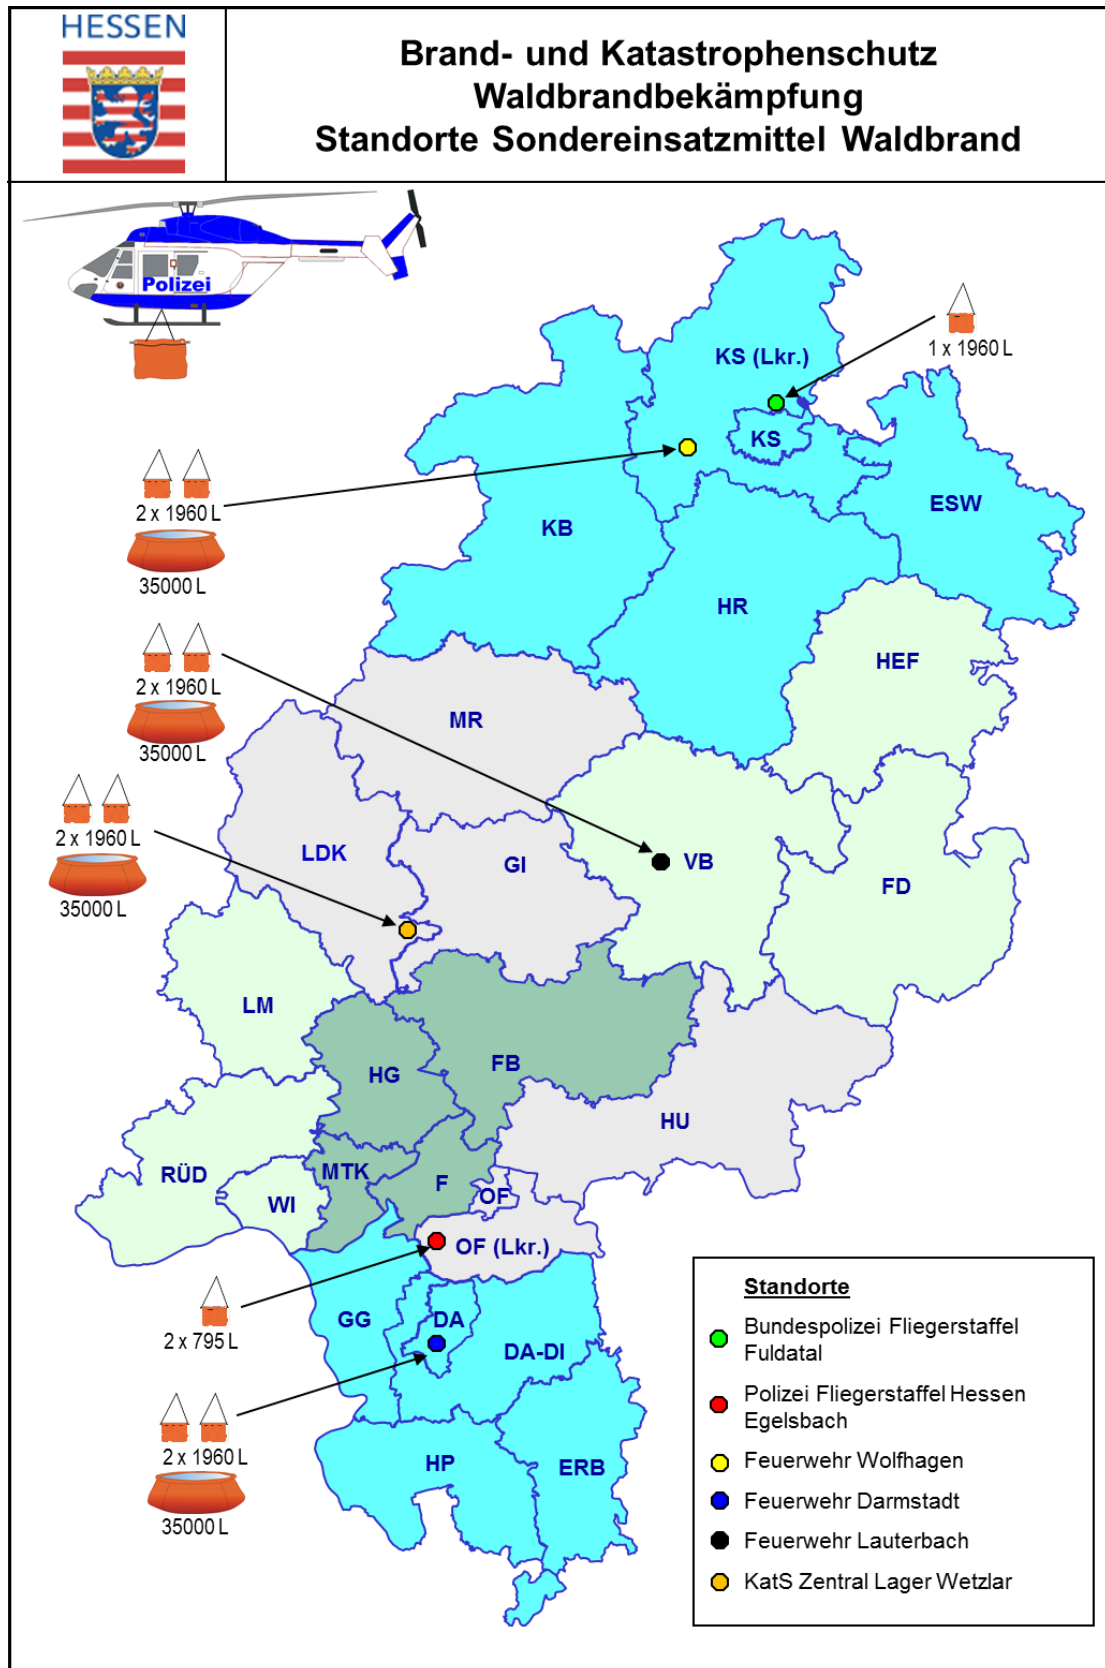 HESSEN
Brand- und Katastrophenschutz
Waldbrandbekämpfung
Standorte Sondereinsatzmittel Waldbrand
Polizei
1 x 1960 L
KS (Lkr.)
KS
2 x 1960 L
35000 L
KB
ESW
HR
2 x 1960 L
35000 L
HEF
MR
2 x 1960 L
35000 L
LDK
GI
VB
FD
LM
HG
FB
HU
RÜD
WI
MTK
F
OF
OF (Lkr.)
2 x 795 L
GG
DA
DA-DI
2 x 1960 L
35000 L
HP
ERB
Standorte
Bundespolizei Fliegerstaffel
Fuldatal
Polizei Fliegerstaffel Hessen
Egelsbach
Feuerwehr Wolfhagen
Feuerwehr Darmstadt
Feuerwehr Lauterbach
KatS Zentral Lager Wetzlar